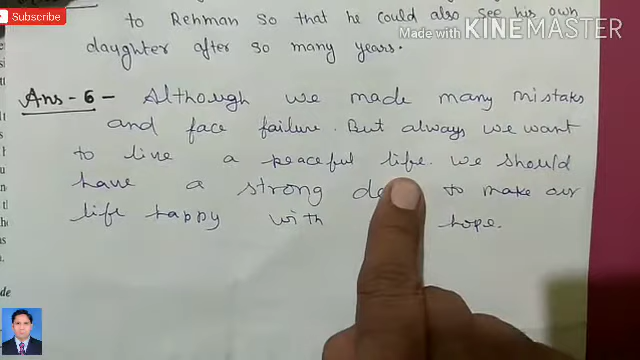 Subscribe
to Rehman so that he could also see his own
Made with KINEMASTER
daughter after so many years.
Ans-6- Although we made many mistaks
and face failure. But always we want
to live a peaceful life. we should
have a strong to make our
life happy with hope.